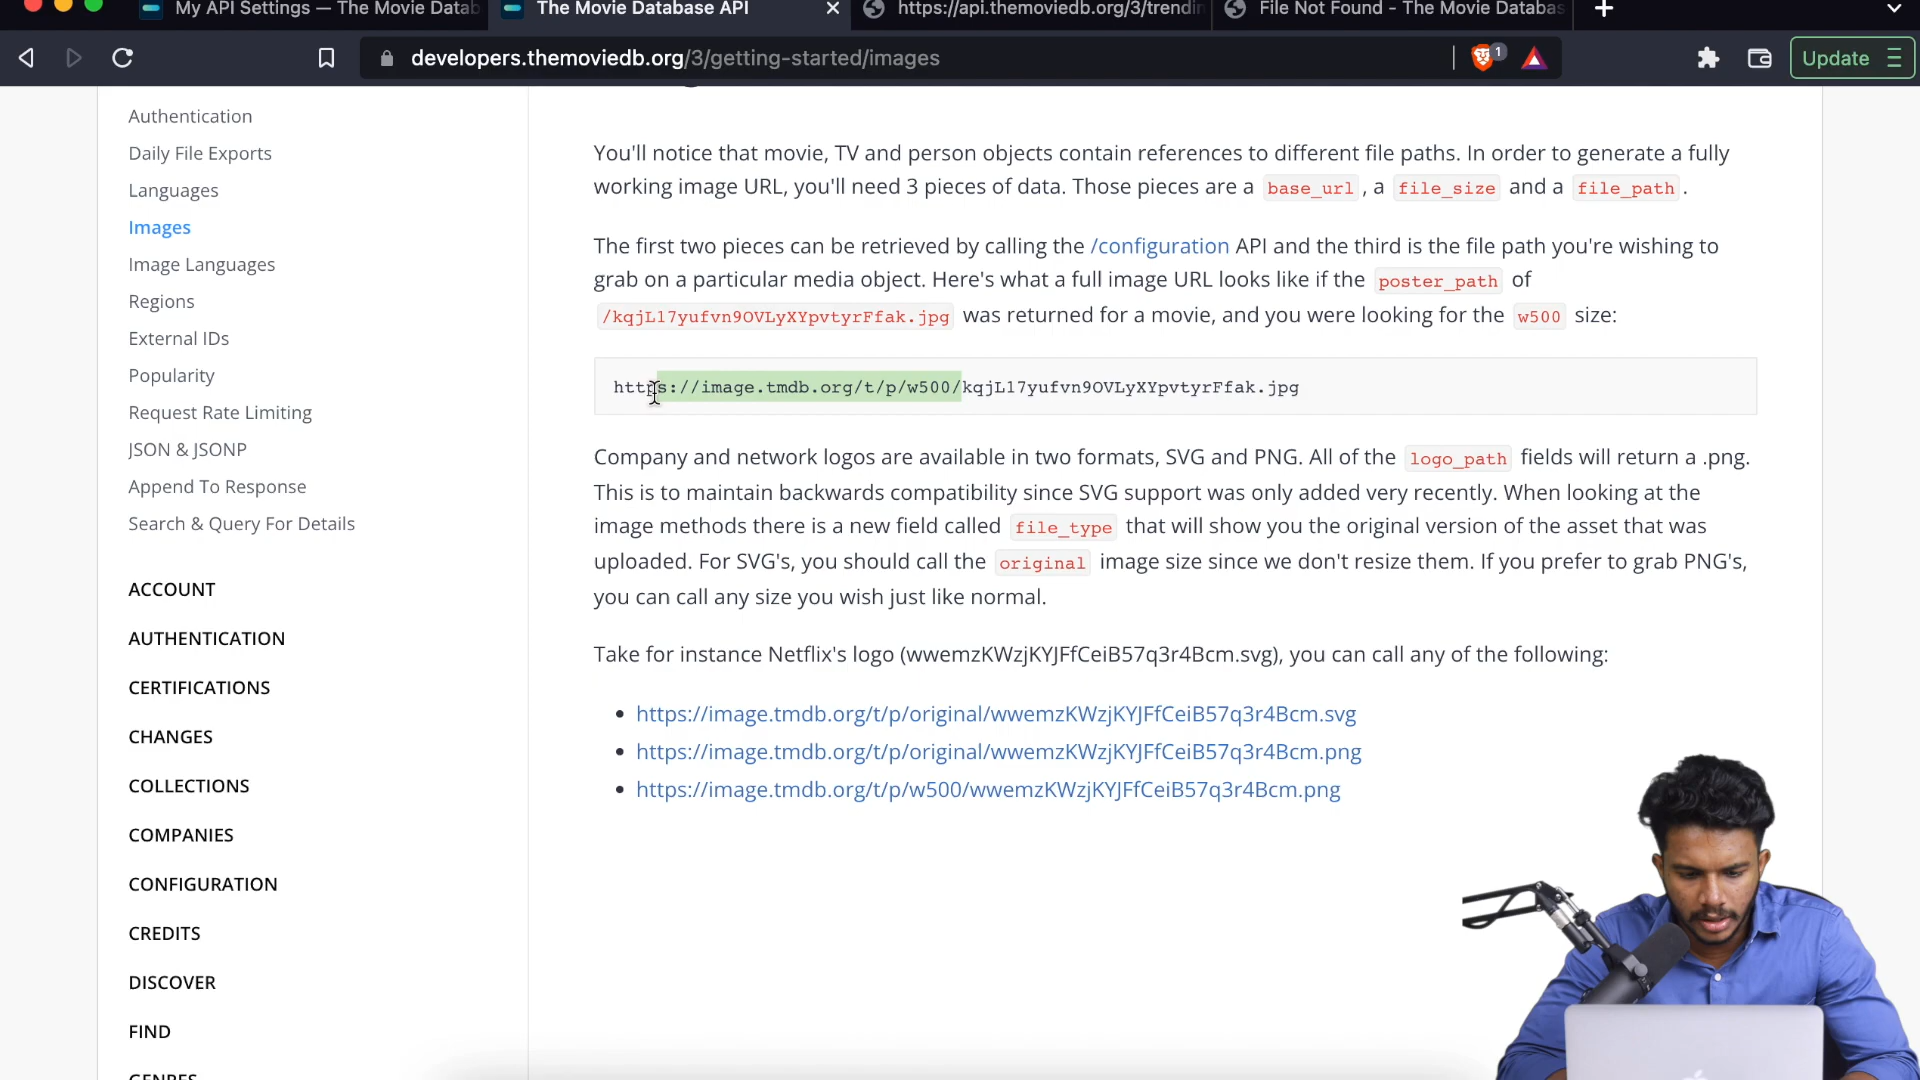 My API Settings — The Movie Datab
The Movie Database API
https://api.themoviedb.org/3/trendin
File Not Found - The Movie Databas
developers.themoviedb.org/3/getting-started/images
1
Update
Authentication
Daily File Exports
Languages
Images
Image Languages
Regions
External IDs
Popularity
Request Rate Limiting
JSON & JSONP
Append To Response
Search & Query For Details
ACCOUNT
AUTHENTICATION
CERTIFICATIONS
CHANGES
COLLECTIONS
COMPANIES
CONFIGURATION
CREDITS
DISCOVER
FIND
GENRES
You'll notice that movie, TV and person objects contain references to different file paths. In order to generate a fully
working image URL, you'll need 3 pieces of data. Those pieces are a base_url , a file_size and a file_path .
The first two pieces can be retrieved by calling the /configuration API and the third is the file path you're wishing to
grab on a particular media object. Here's what a full image URL looks like if the poster_path of
/kqjL17yufvn9OVLyXYpvtyrFfak.jpg was returned for a movie, and you were looking for the w500 size:
https://image.tmdb.org/t/p/w500/kqjL17yufvn9OVLyXYpvtyrFfak.jpg
Company and network logos are available in two formats, SVG and PNG. All of the logo_path fields will return a .png.
This is to maintain backwards compatibility since SVG support was only added very recently. When looking at the
image methods there is a new field called file_type that will show you the original version of the asset that was
uploaded. For SVG's, you should call the original image size since we don't resize them. If you prefer to grab PNG's,
you can call any size you wish just like normal.
Take for instance Netflix's logo (wwemzKWzjKYJFfCeiB57q3r4Bcm.svg), you can call any of the following:
https://image.tmdb.org/t/p/original/wwemzKWzjKYJFfCeiB57q3r4Bcm.svg
https://image.tmdb.org/t/p/original/wwemzKWzjKYJFfCeiB57q3r4Bcm.png
https://image.tmdb.org/t/p/w500/wwemzKWzjKYJFfCeiB57q3r4Bcm.png